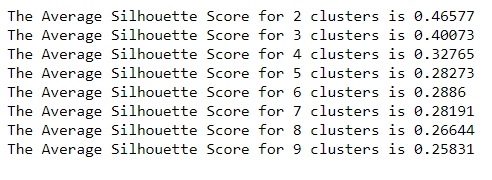 The Average Silhouette Score for 2 clusters is 0.46577
The Average Silhouette Score for 3 clusters is 0.40073
The Average Silhouette Score for 4 clusters is 0.32765
The Average Silhouette Score for 5 clusters is 0.28273
The Average Silhouette Score for 6 clusters is 0.2886
The Average Silhouette Score for 7 clusters is 0.28191
The Average Silhouette Score for 8 clusters is 0.26644
The Average Silhouette Score for 9 clusters is 0.25831